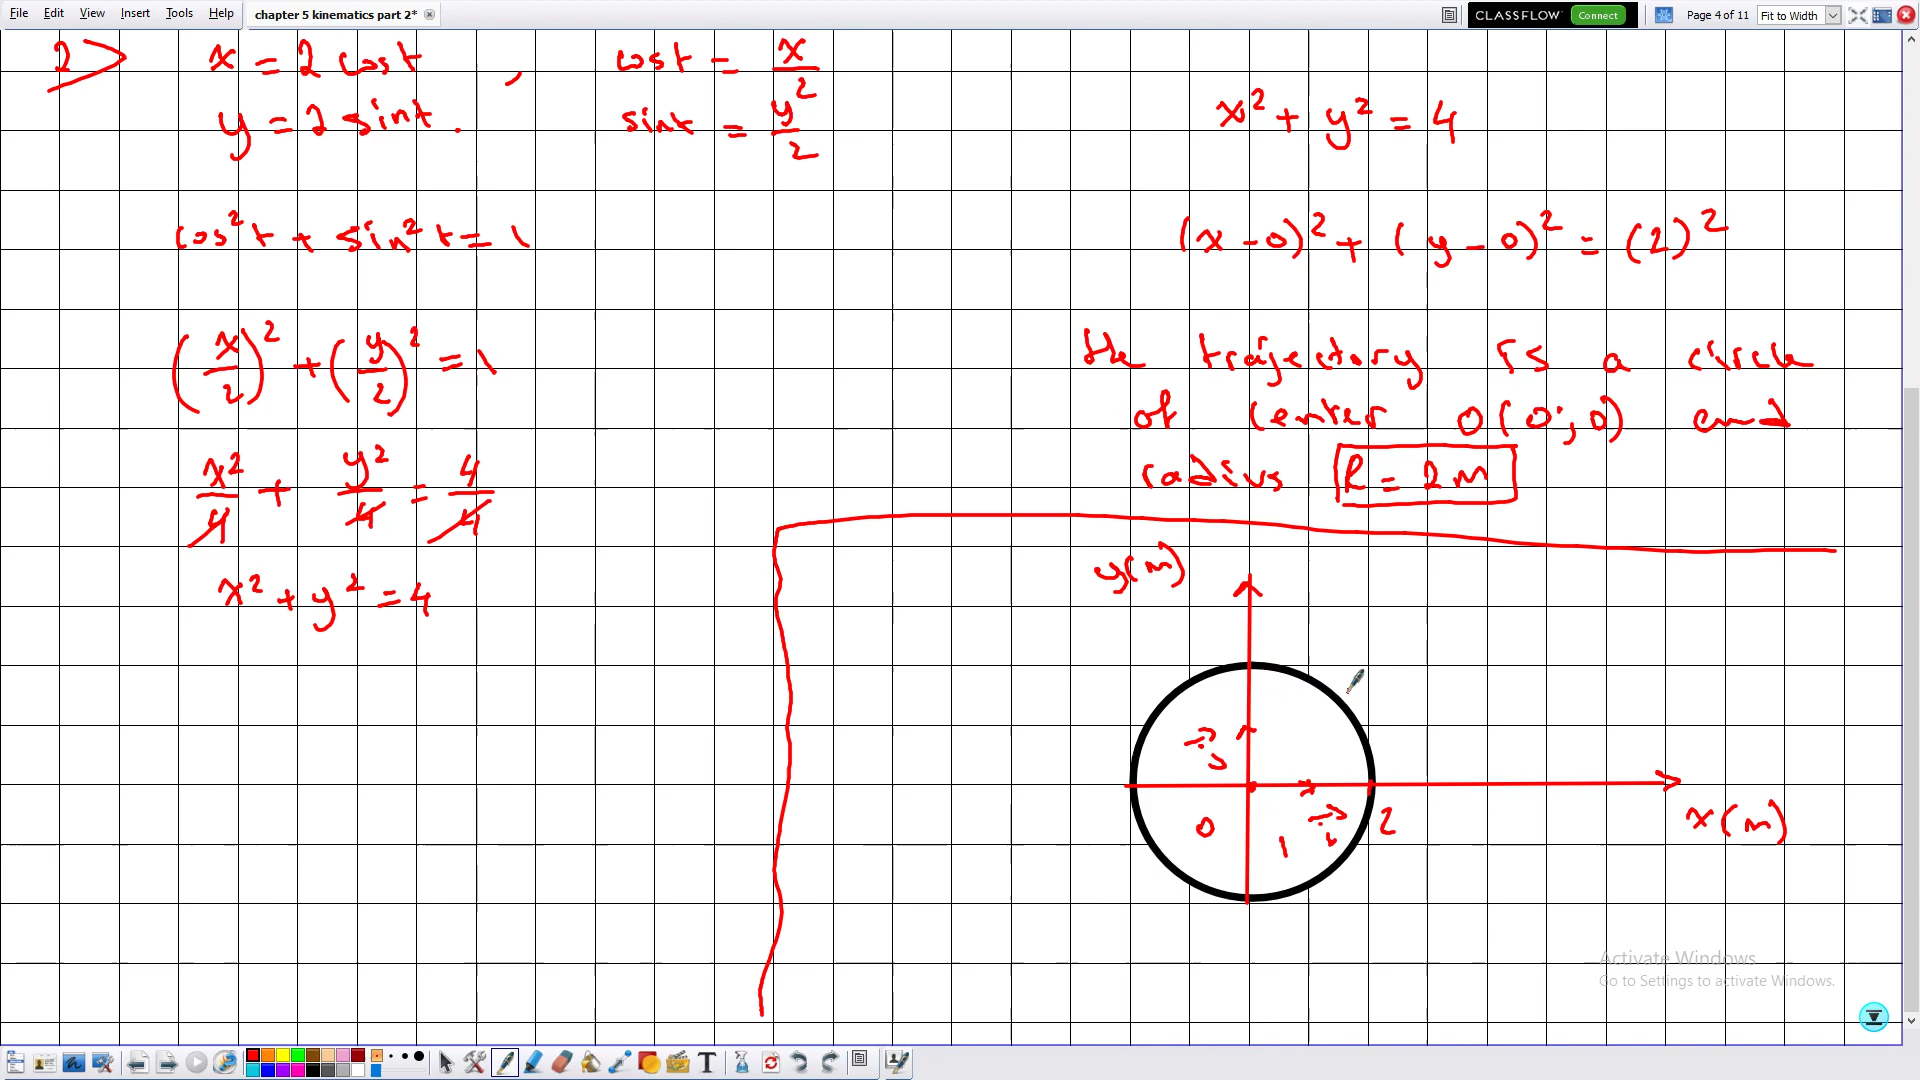 File Edit View Insert Tools Help chapter 5 kinematics part 2*
CLASSFLOW Connect Page 4 of 11 Fit to Width
2> x = 2 cost , cost = x/2
y = 2 sint . sint = y/2
cos²t + sin²t = 1
(x/2)² + (y/2)² = 1
x²/4 + y²/4 = 4/4
x² + y² = 4
x² + y² = 4
(x - 0)² + (y - 0)² = (2)²
the trajectory is a circle
of center O(0;0) and
radius R = 2m
y(m)
j
O 1 i 2 x(m)
Activate Windows
Go to Settings to activate Windows.
T